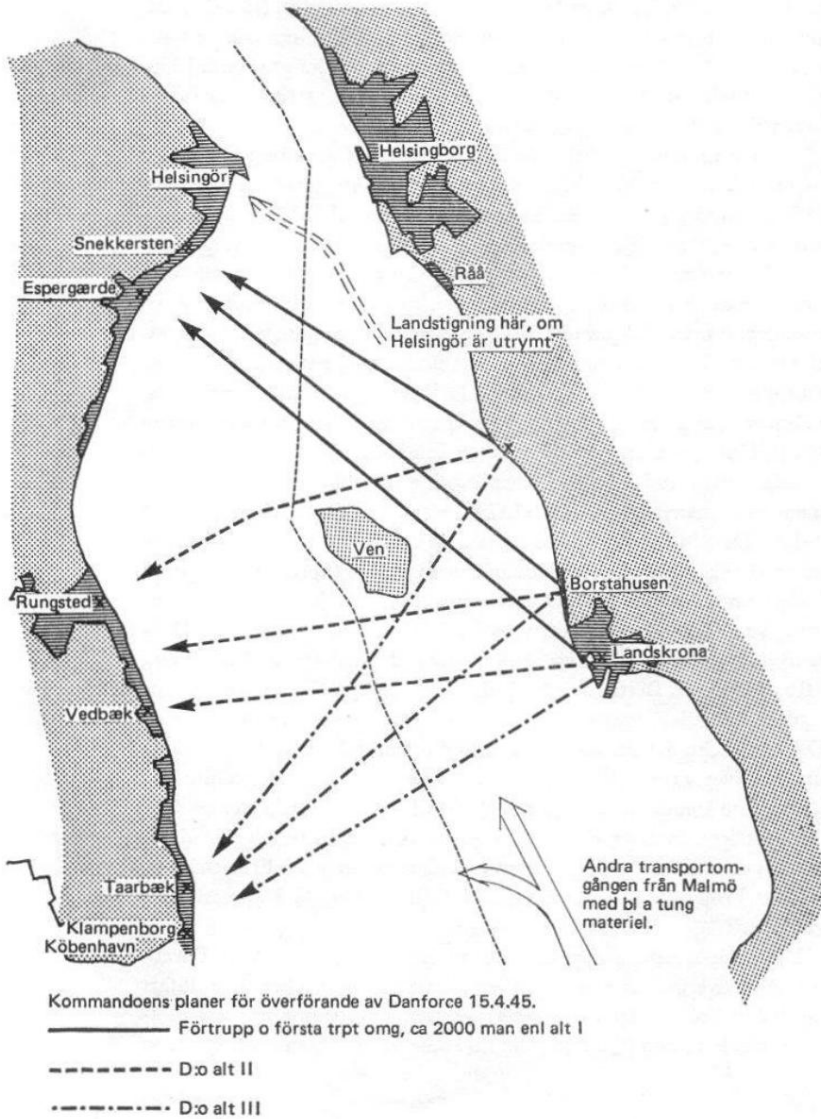 Helsingborg
Helsingör
Snekkersten
Råå
Espergærde
Landstigning här, om
Helsingör är utrymt
Ven
Borstahusen
Rungsted
Landskrona
Vedbæk
Andra transportom-
gången från Malmö
med bl a tung
materiel.
Taarbæk
Klampenborg
Köbenhavn
Kommandoens planer för överförande av Danforce 15.4.45.
Förtrupp o första trpt omg, ca 2000 man enl alt I
D:o alt II
D:o alt III